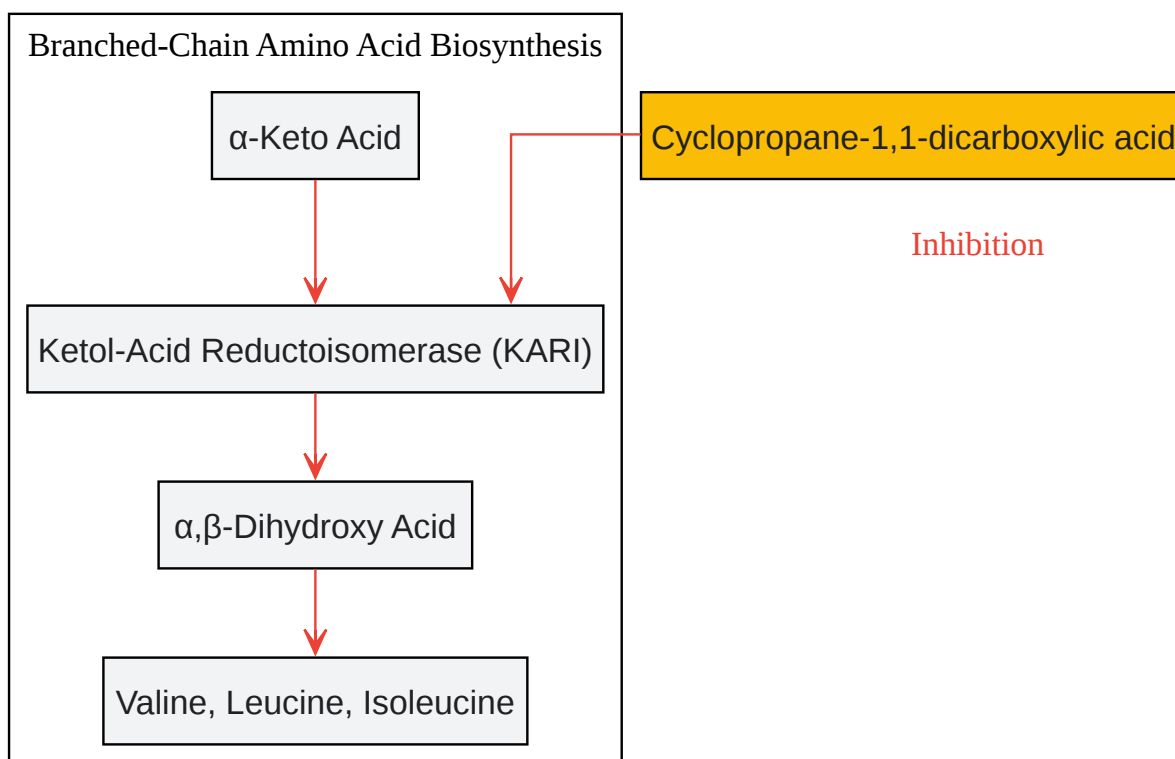 Branched-Chain Amino Acid Biosynthesis
α-Keto Acid
Cyclopropane-1,1-dicarboxylic acid
Inhibition
Ketol-Acid Reductoisomerase (KARI)
α,β-Dihydroxy Acid
Valine, Leucine, Isoleucine